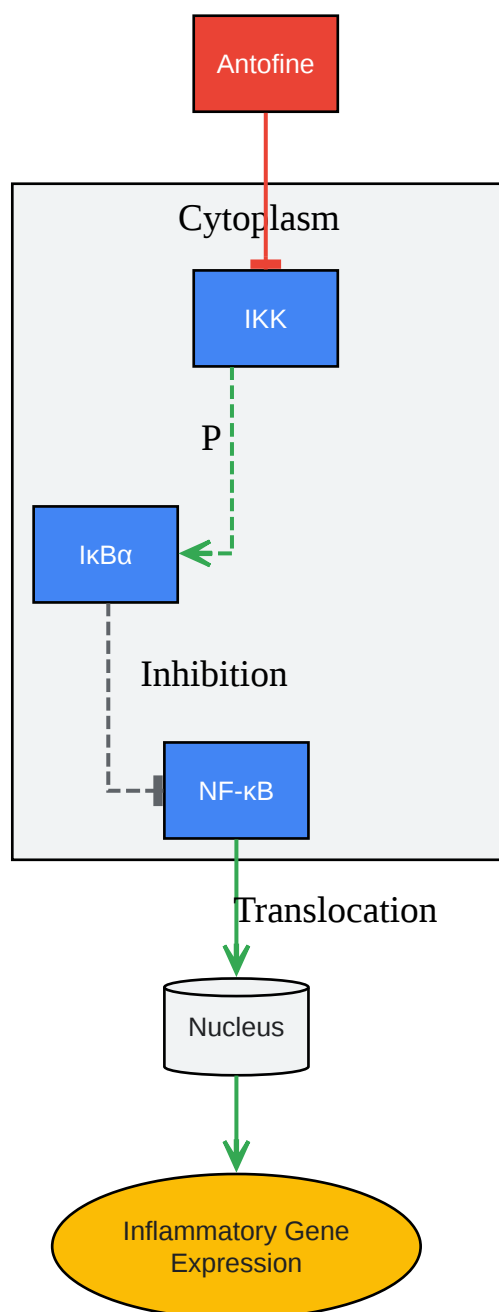 Antofine
Cytoplasm
IKK
P
IκBα
Inhibition
NF-κB
Translocation
Nucleus
Inflammatory Gene
Expression